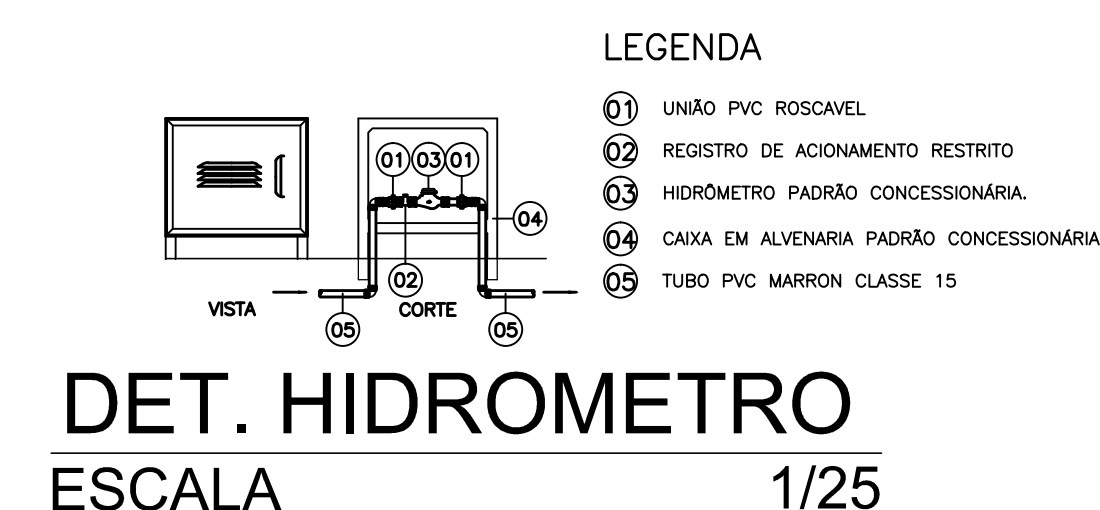 LEGENDA
01 UNIÃO PVC ROSCAVEL
02 REGISTRO DE ACIONAMENTO RESTRITO
03 HIDRÔMETRO PADRÃO CONCESSIONÁRIA.
04 CAIXA EM ALVENARIA PADRÃO CONCESSIONÁRIA
05 TUBO PVC MARRON CLASSE 15
01 03 01
04
02
VISTA CORTE
05 05
DET. HIDROMETRO
ESCALA 1/25